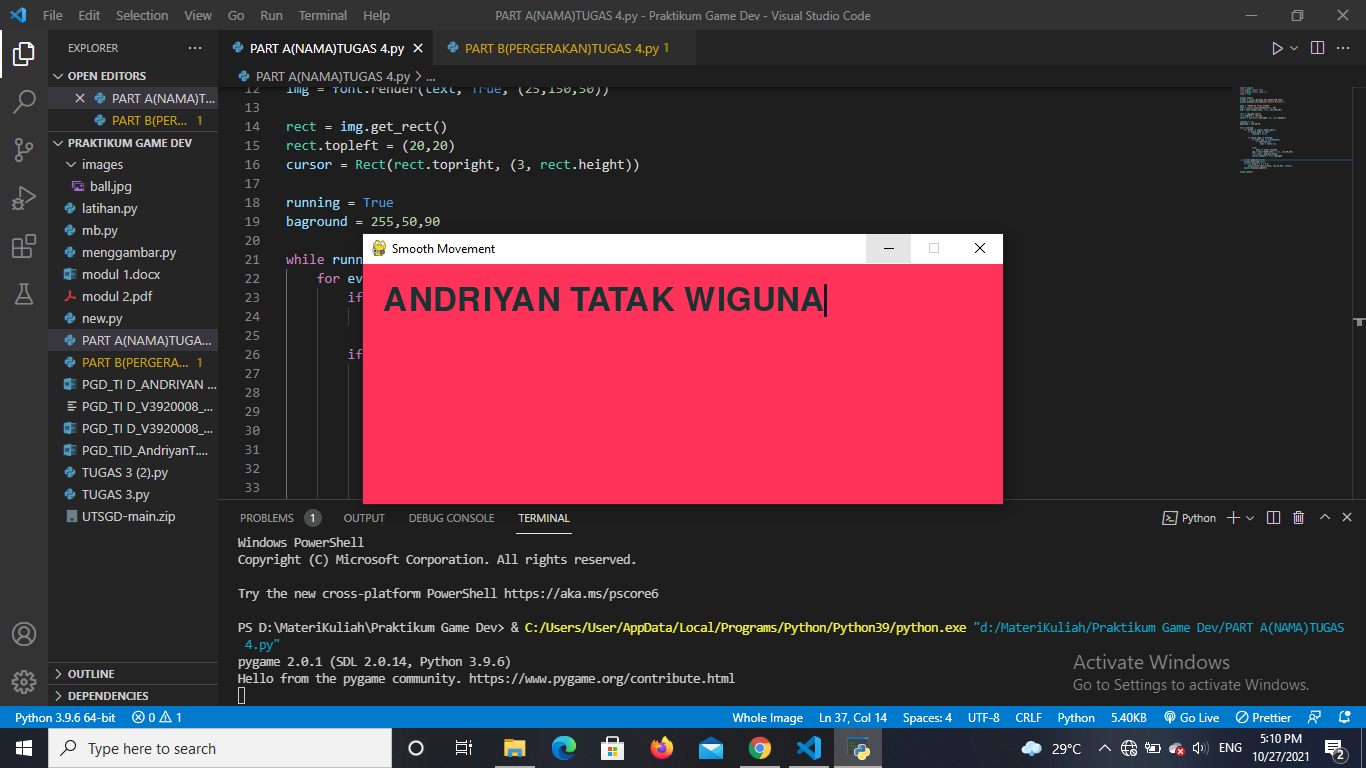 File Edit Selection View Go Run Terminal Help PART A(NAMA)TUGAS 4.py - Praktikum Game Dev - Visual Studio Code
EXPLORER ···
PART A(NAMA)TUGAS 4.py
PART B(PERGERAKAN)TUGAS 4.py 1
OPEN EDITORS
PART A(NAMA)T...
PART B(PER... 1
PRAKTIKUM GAME DEV
images
ball.jpg
latihan.py
mb.py
menggambar.py
modul 1.docx
modul 2.pdf
new.py
PART A(NAMA)TUGA...
PART B(PERGERA... 1
PGD_TI D_ANDRIYAN ...
PGD_TI D_V3920008_...
PGD_TI D_V3920008_...
PGD_TID_AndriyanT....
TUGAS 3 (2).py
TUGAS 3.py
UTSGD-main.zip
OUTLINE
DEPENDENCIES
PART A(NAMA)TUGAS 4.py > ...
12 img = font.render(text, True, (25,150,50))
13
14 rect = img.get_rect()
15 rect.topleft = (20,20)
16 cursor = Rect(rect.topright, (3, rect.height))
17
18 running = True
19 baground = 255,50,90
20
21 while runn
22 for ev
23 if
24
25
26 if
27
28
29
30
31
32
33
Smooth Movement
ANDRIYAN TATAK WIGUNA
PROBLEMS 1 OUTPUT DEBUG CONSOLE TERMINAL
Python
Windows PowerShell
Copyright (C) Microsoft Corporation. All rights reserved.
Try the new cross-platform PowerShell https://aka.ms/pscore6
PS D:\MateriKuliah\Praktikum Game Dev> & C:/Users/User/AppData/Local/Programs/Python/Python39/python.exe "d:/MateriKuliah/Praktikum Game Dev/PART A(NAMA)TUGAS
4.py"
pygame 2.0.1 (SDL 2.0.14, Python 3.9.6)
Hello from the pygame community. https://www.pygame.org/contribute.html
Activate Windows
Go to Settings to activate Windows.
Python 3.9.6 64-bit 0 1 Whole Image Ln 37, Col 14 Spaces: 4 UTF-8 CRLF Python 5.40KB Go Live Prettier
Type here to search
29°C
ENG
5:10 PM
10/27/2021
2